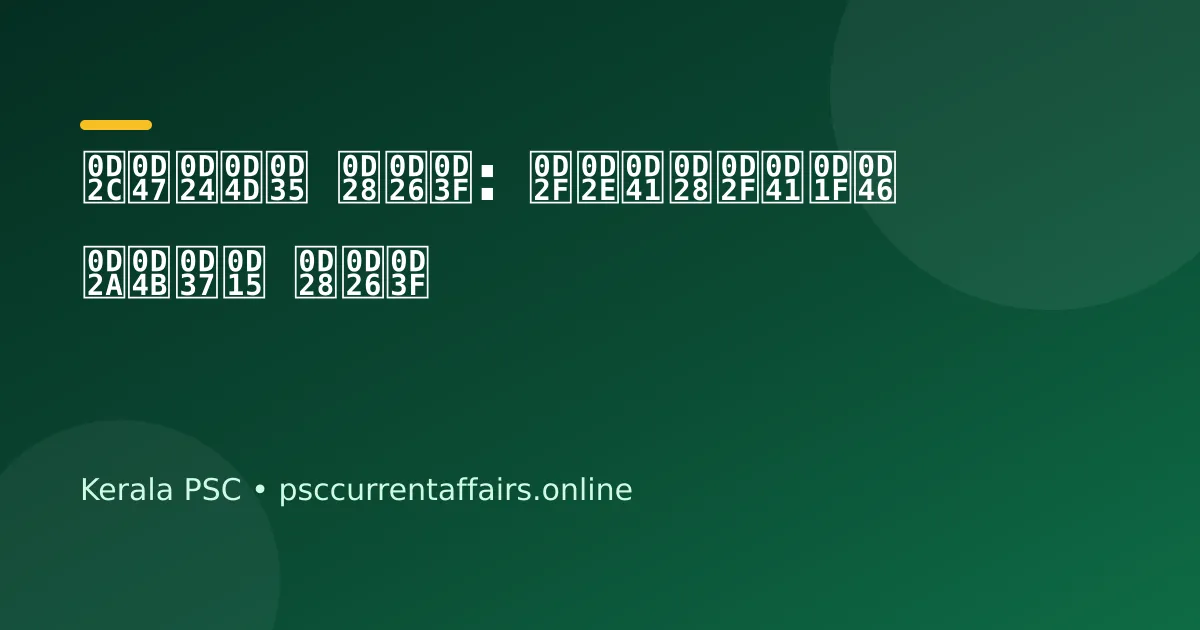 ബേത്വ നദി: യമുനയുടെ
പോഷക നദി
Kerala PSC • psccurrentaffairs.online